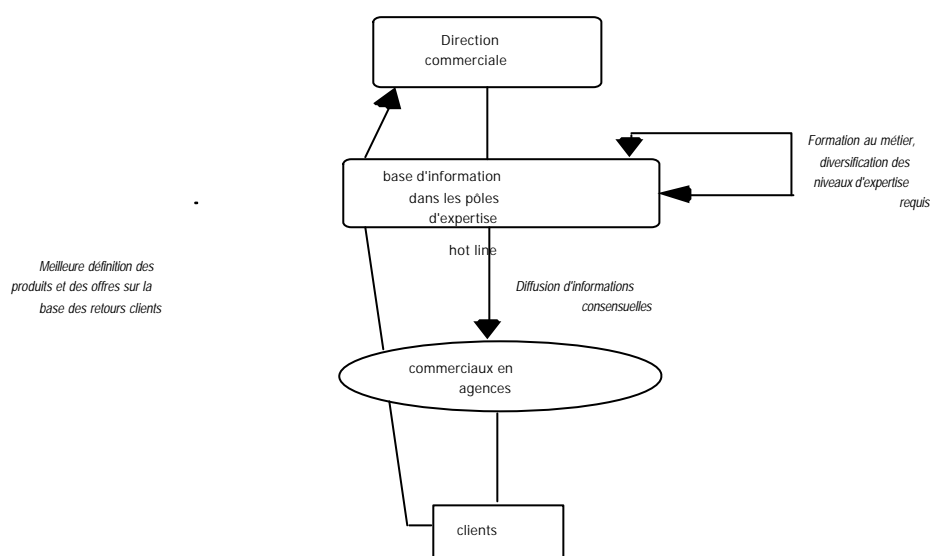 Direction
commerciale
Formation au métier,
diversification des
niveaux d'expertise
requis
base d'information
dans les pôles
d'expertise
hot line
Meilleure définition des
produits et des offres sur la
base des retours clients
Diffusion d'informations
consensuelles
commerciaux en
agences
clients